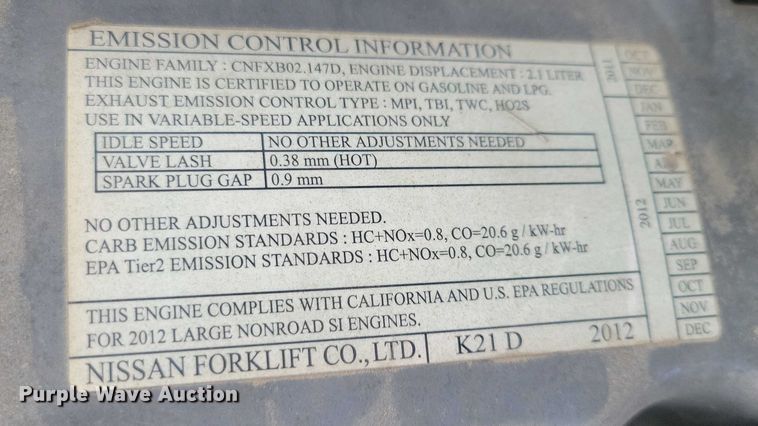 EMISSION CONTROL INFORMATION
ENGINE FAMILY : CNFXB02.147D, ENGINE DISPLACEMENT : 2.1 LITER
THIS ENGINE IS CERTIFIED TO OPERATE ON GASOLINE AND LPG.
EXHAUST EMISSION CONTROL TYPE : MPI, TBI, TWC, HO2S
USE IN VARIABLE-SPEED APPLICATIONS ONLY
IDLE SPEED NO OTHER ADJUSTMENTS NEEDED
VALVE LASH 0.38 mm (HOT)
SPARK PLUG GAP 0.9 mm
NO OTHER ADJUSTMENTS NEEDED.
CARB EMISSION STANDARDS : HC+NOx=0.8, CO=20.6 g / kW-hr
EPA Tier2 EMISSION STANDARDS : HC+NOx=0.8, CO=20.6 g / kW-hr
THIS ENGINE COMPLIES WITH CALIFORNIA AND U.S. EPA REGULATIONS
FOR 2012 LARGE NONROAD SI ENGINES.
NISSAN FORKLIFT CO., LTD. K21 D 2012
2011
OCT
NOV
DEC
2012
JAN
FEB
MAR
MAY
JUN
JUL
AUG
SEP
OCT
NOV
DEC
Purple Wave Auction